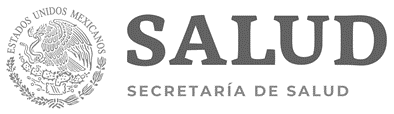 ESTADOS UNIDOS MEXICANOS
SALUD
SECRETARÍA DE SALUD